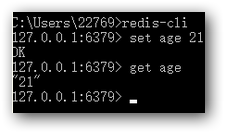 C:\Users\22769>redis-cli
127.0.0.1:6379> set age 21
OK
127.0.0.1:6379> get age
"21"
127.0.0.1:6379>